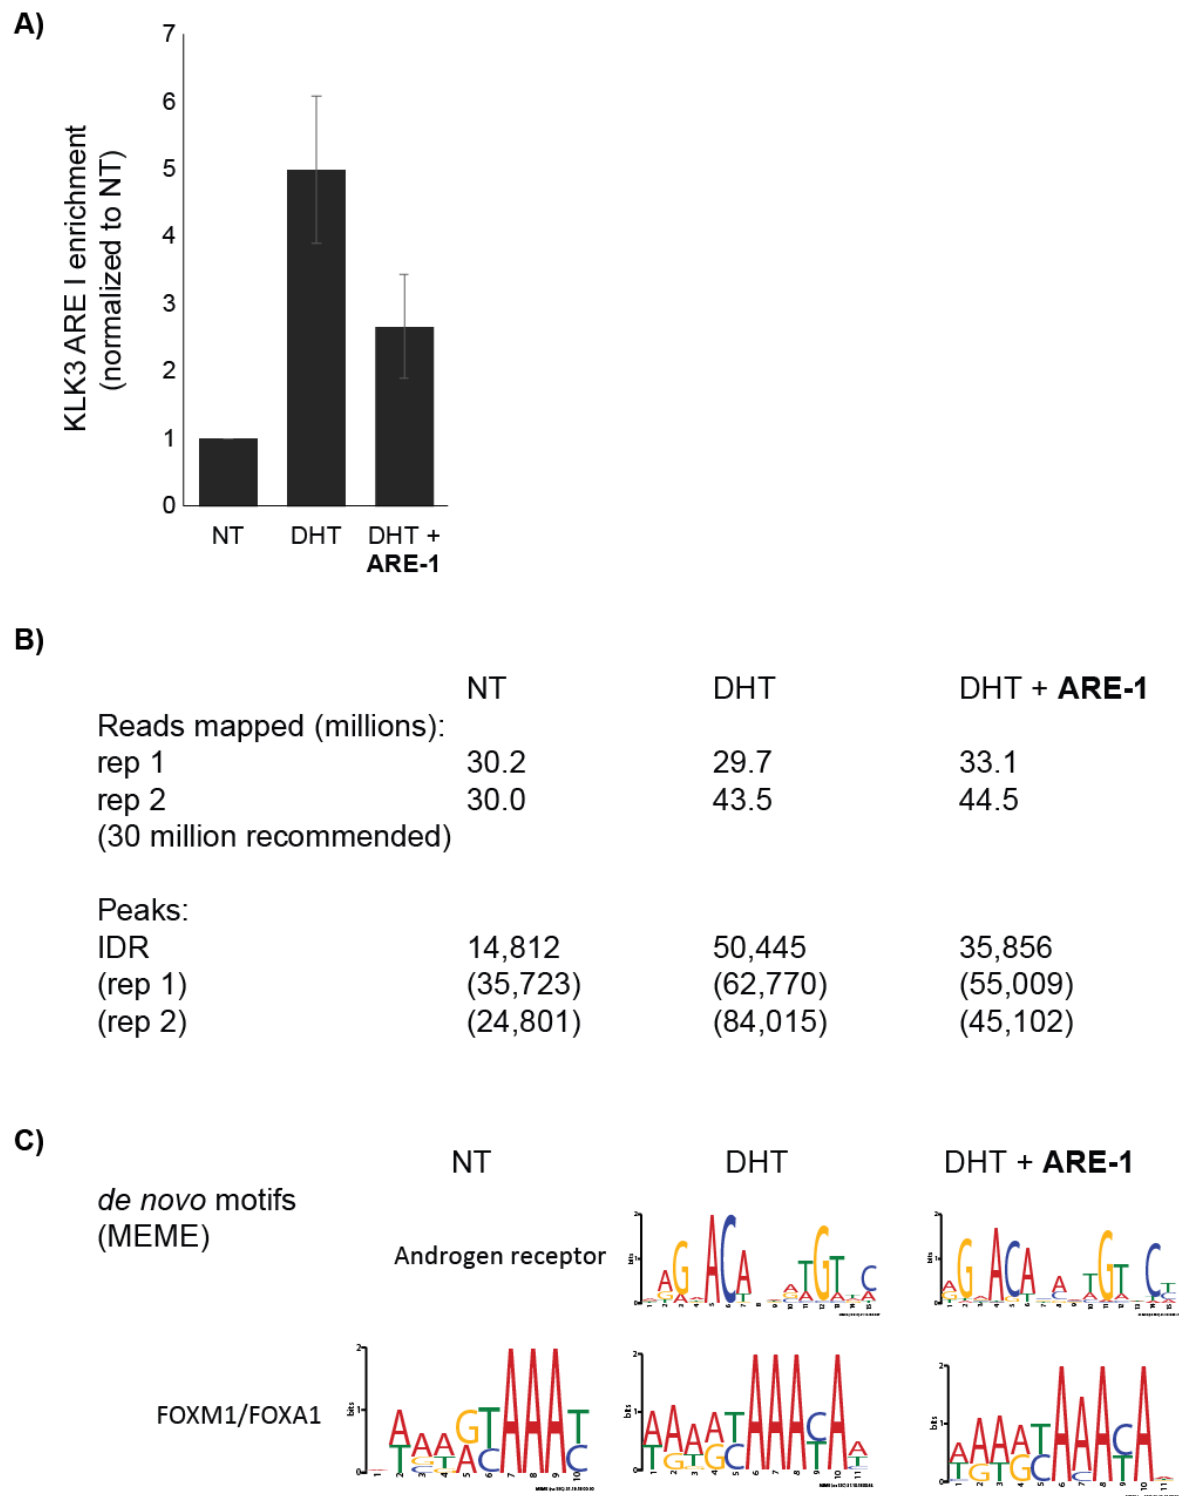 A)
7
6
5
4
3
2
1
0
KLK3 ARE I enrichment
(normalized to NT)
NT DHT DHT +
ARE-1
B)
NT DHT DHT + ARE-1
Reads mapped (millions):
rep 1 30.2 29.7 33.1
rep 2 30.0 43.5 44.5
(30 million recommended)
Peaks:
IDR 14,812 50,445 35,856
(rep 1) (35,723) (62,770) (55,009)
(rep 2) (24,801) (84,015) (45,102)
C)
NT DHT DHT + ARE-1
de novo motifs
(MEME)
Androgen receptor
FOXM1/FOXA1